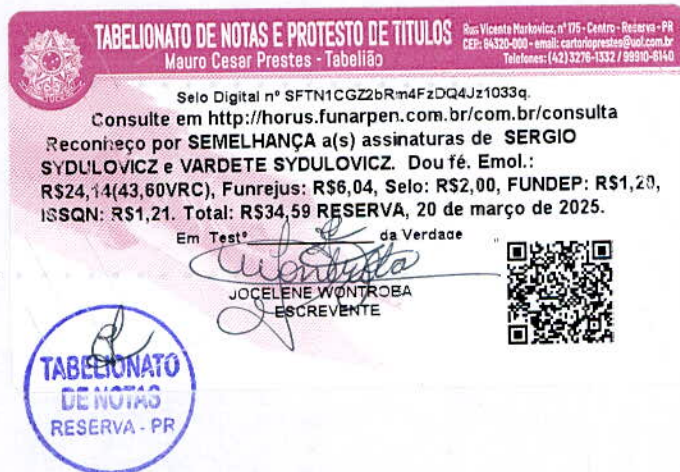 TABELIONATO DE NOTAS E PROTESTO DE TITULOS
Mauro Cesar Prestes - Tabelião
Rua Vicente Markovicz, nº 175 - Centro - Reserva - PR
CEP: 84320-000 - email: cartorioprestes@uol.com.br
Telefones: (42) 3276-1332 / 99910-6140
Selo Digital nº SFTN1CGZ2bRm4FzDQ4Jz1033q.
Consulte em http://horus.funarpen.com.br/com.br/consulta
Reconheço por SEMELHANÇA a(s) assinaturas de SERGIO
SYDULOVICZ e VARDETE SYDULOVICZ. Dou fé. Emol.:
R$24,14(43,60VRC), Funrejus: R$6,04, Selo: R$2,00, FUNDEP: R$1,20,
ISSQN: R$1,21. Total: R$34,59 RESERVA, 20 de março de 2025.
Em Testº da Verdade
JOCELENE WONTROBA
ESCREVENTE
TABELIONATO
DE NOTAS
RESERVA - PR